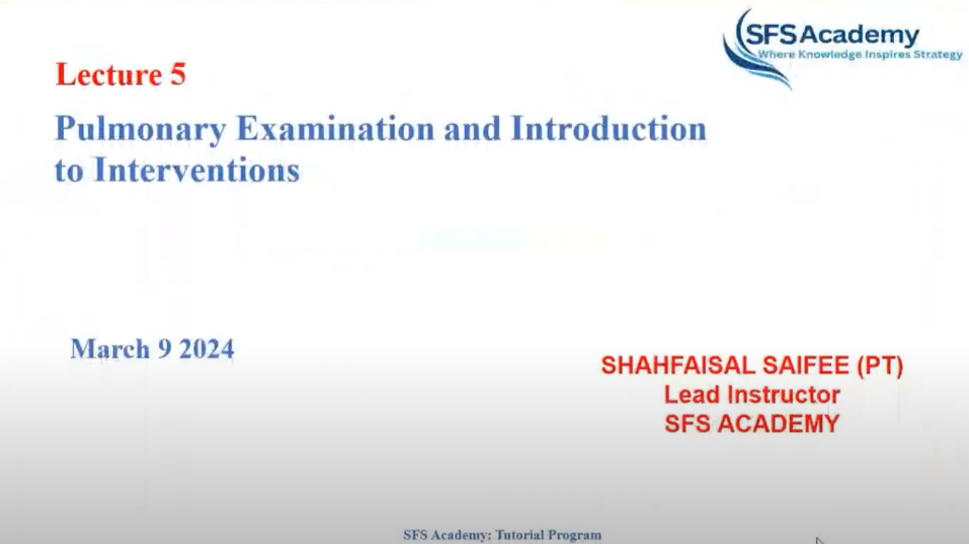 SFS Academy
Where Knowledge Inspires Strategy
Lecture 5
Pulmonary Examination and Introduction
to Interventions
March 9 2024
SHAHFAISAL SAIFEE (PT)
Lead Instructor
SFS ACADEMY
SFS Academy: Tutorial Program